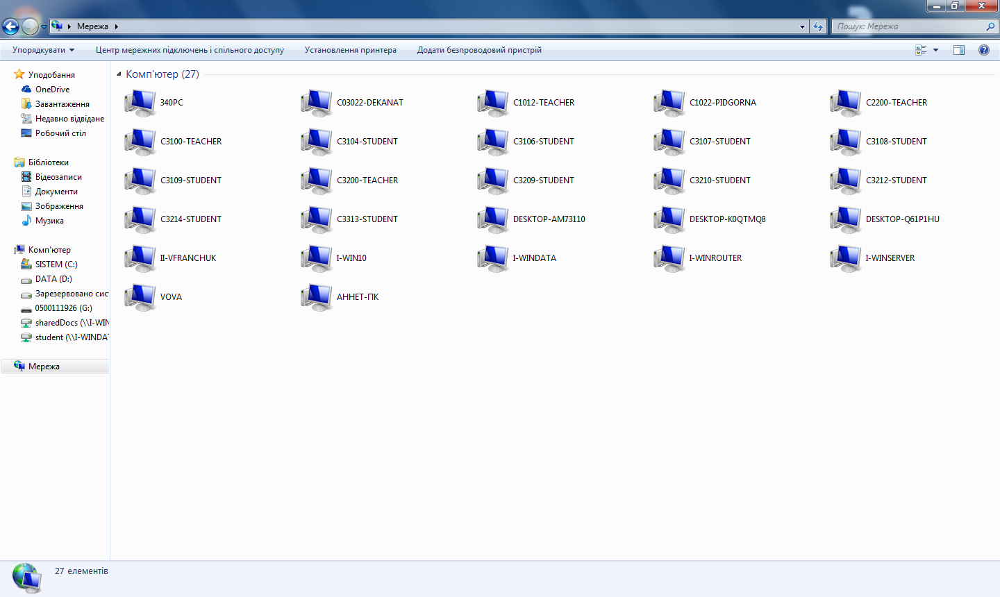 Мережа
Пошук: Мережа
Упорядкувати
Центр мережних підключень і спільного доступу
Установлення принтера
Додати безпроводовий пристрій
Уподобання
OneDrive
Завантаження
Недавно відвідане
Робочий стіл
Бібліотеки
Відеозаписи
Документи
Зображення
Музика
Комп'ютер
SISTEM (C:)
DATA (D:)
Зарезервовано сис
0500111926 (G:)
sharedDocs (\\I-WIN
student (\\I-WINDA
Мережа
Комп'ютер (27)
340PC
C03022-DEKANAT
C1012-TEACHER
C1022-PIDGORNA
C2200-TEACHER
C3100-TEACHER
C3104-STUDENT
C3106-STUDENT
C3107-STUDENT
C3108-STUDENT
C3109-STUDENT
C3200-TEACHER
C3209-STUDENT
C3210-STUDENT
C3212-STUDENT
C3214-STUDENT
C3313-STUDENT
DESKTOP-AM73110
DESKTOP-K0QTMQ8
DESKTOP-Q61P1HU
II-VFRANCHUK
I-WIN10
I-WINDATA
I-WINROUTER
I-WINSERVER
VOVA
АННЕТ-ПК
27 елементів